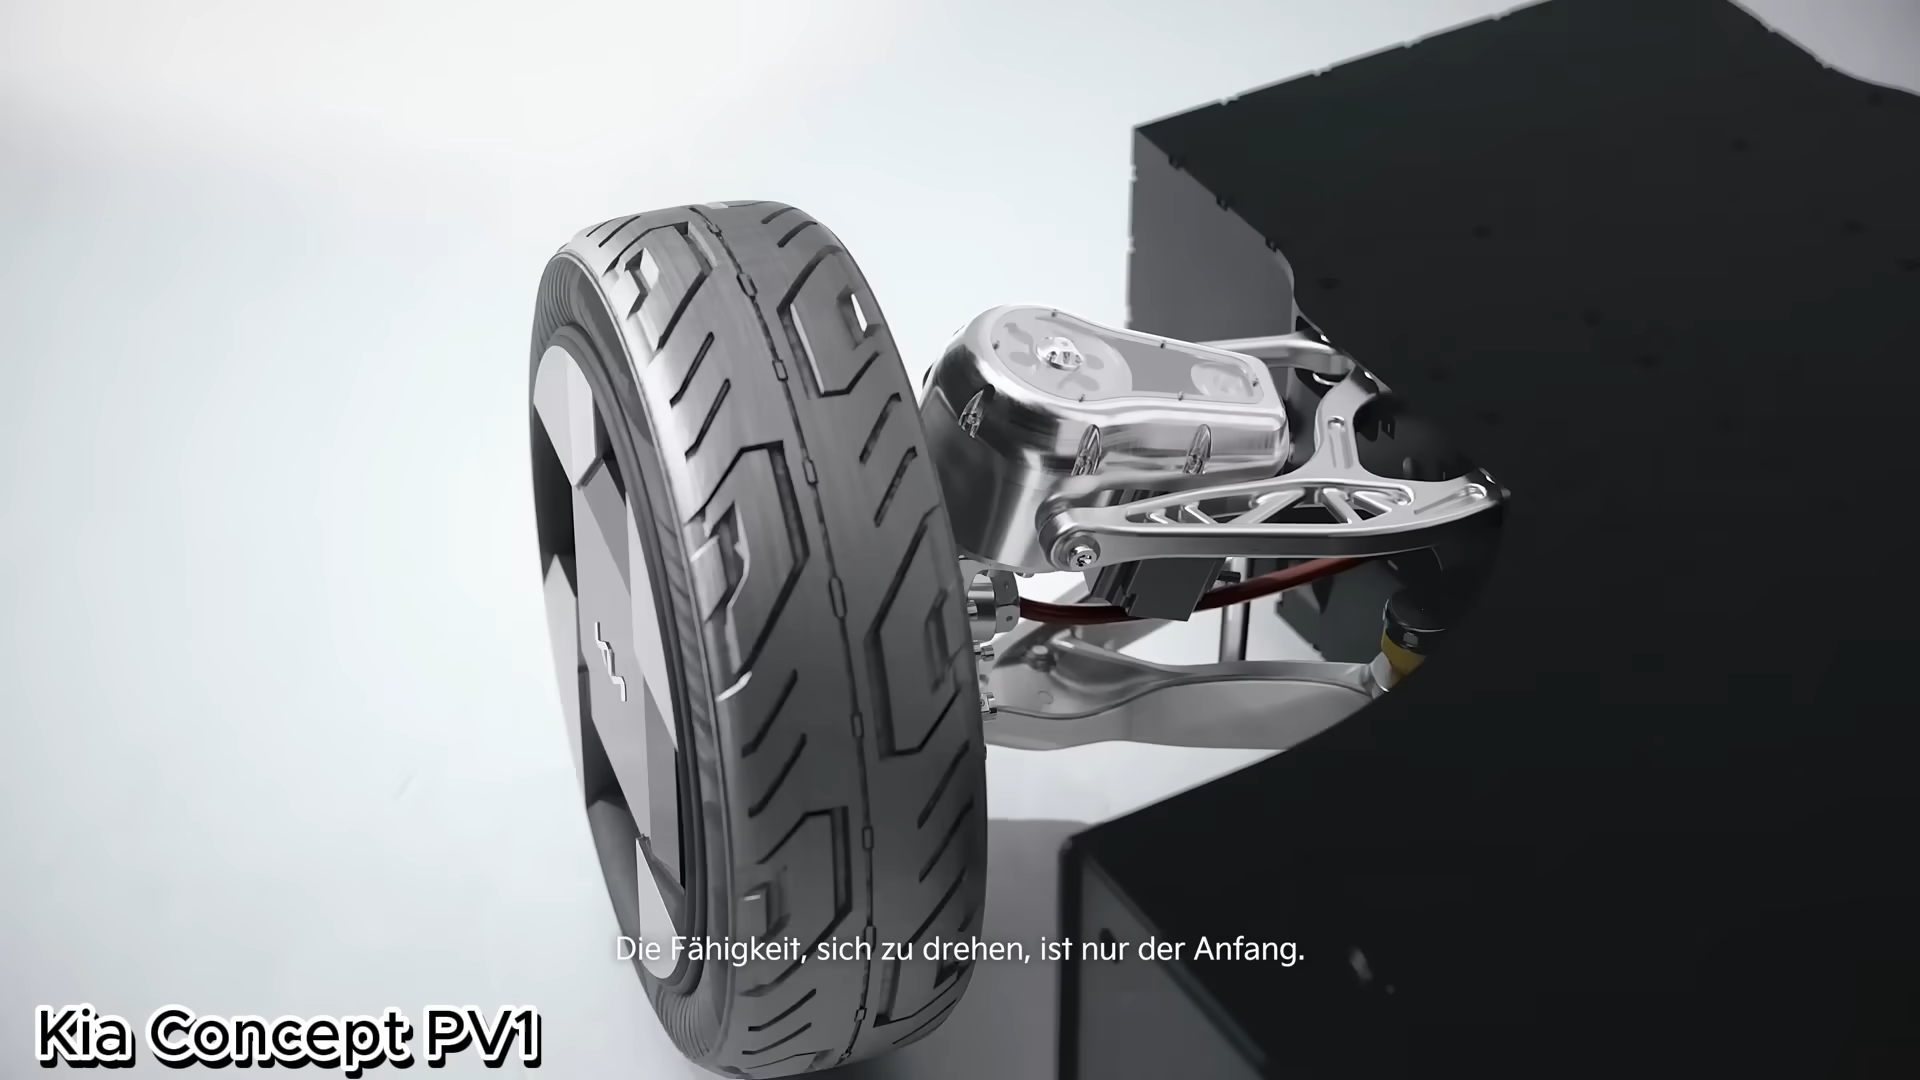 Die Fähigkeit, sich zu drehen, ist nur der Anfang.
Kia Concept PV1